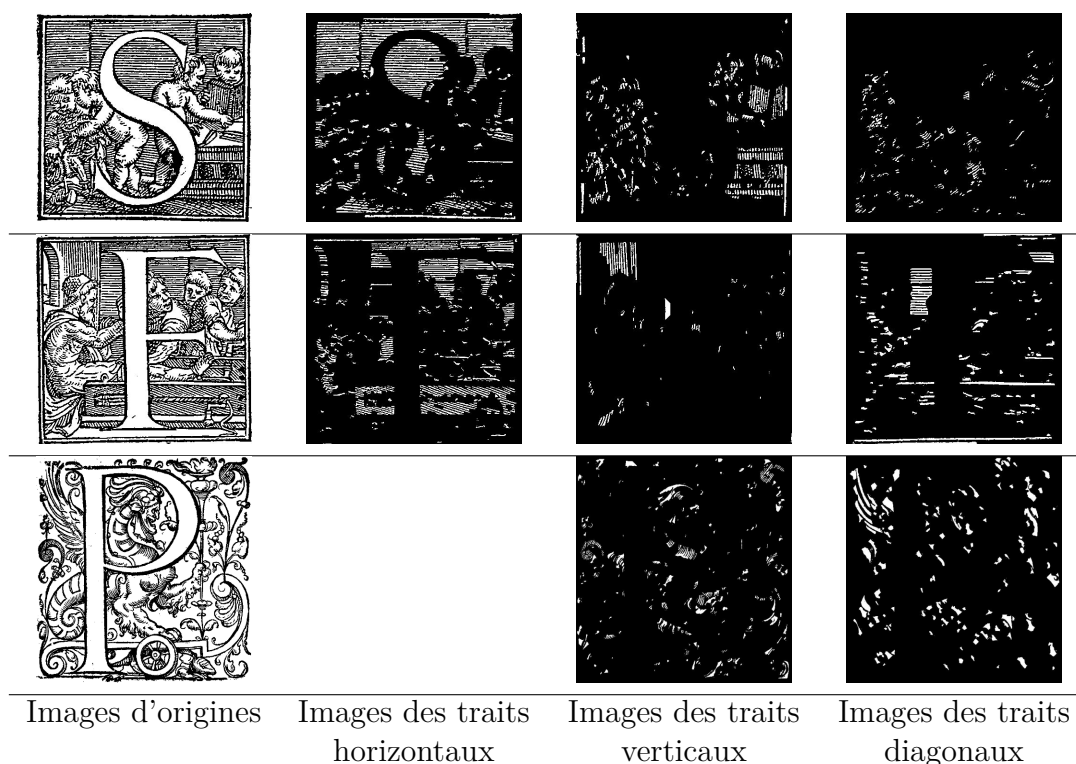 S
F
P
Images d'origines Images des traits Images des traits Images des traits
horizontaux verticaux diagonaux